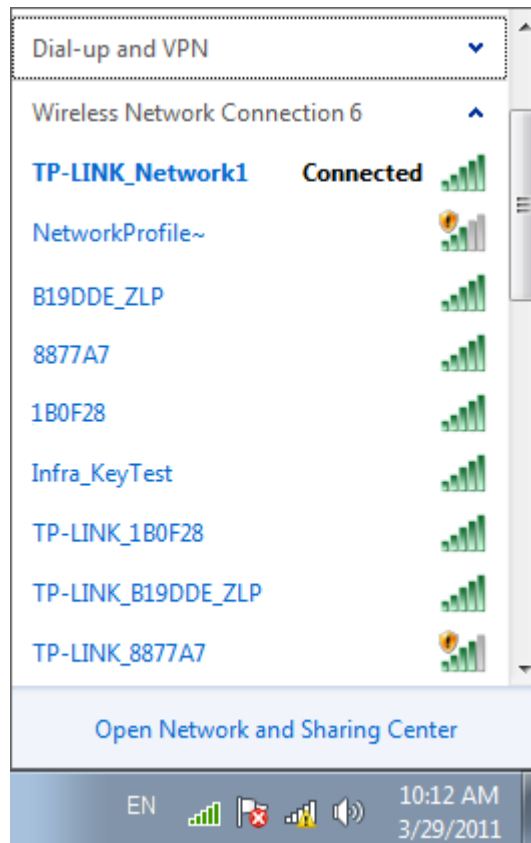 Dial-up and VPN
Wireless Network Connection 6
TP-LINK_Network1 Connected
NetworkProfile~
B19DDE_ZLP
8877A7
1B0F28
Infra_KeyTest
TP-LINK_1B0F28
TP-LINK_B19DDE_ZLP
TP-LINK_8877A7
Open Network and Sharing Center
EN 10:12 AM
3/29/2011